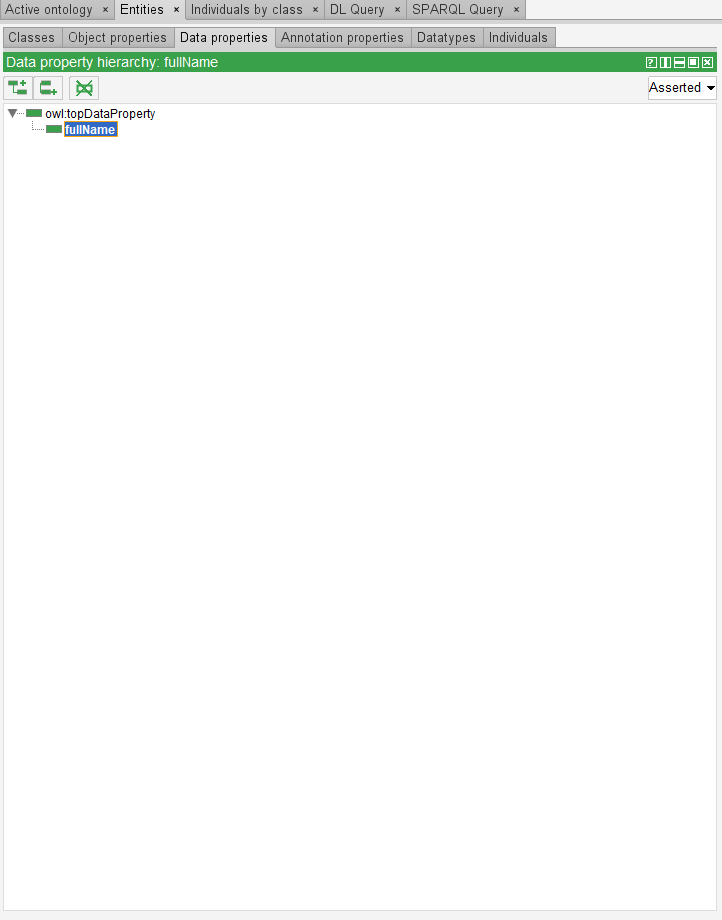 Active ontology × Entities × Individuals by class × DL Query × SPARQL Query ×
Classes Object properties Data properties Annotation properties Datatypes Individuals
Data property hierarchy: fullName
Asserted
owl:topDataProperty
fullName